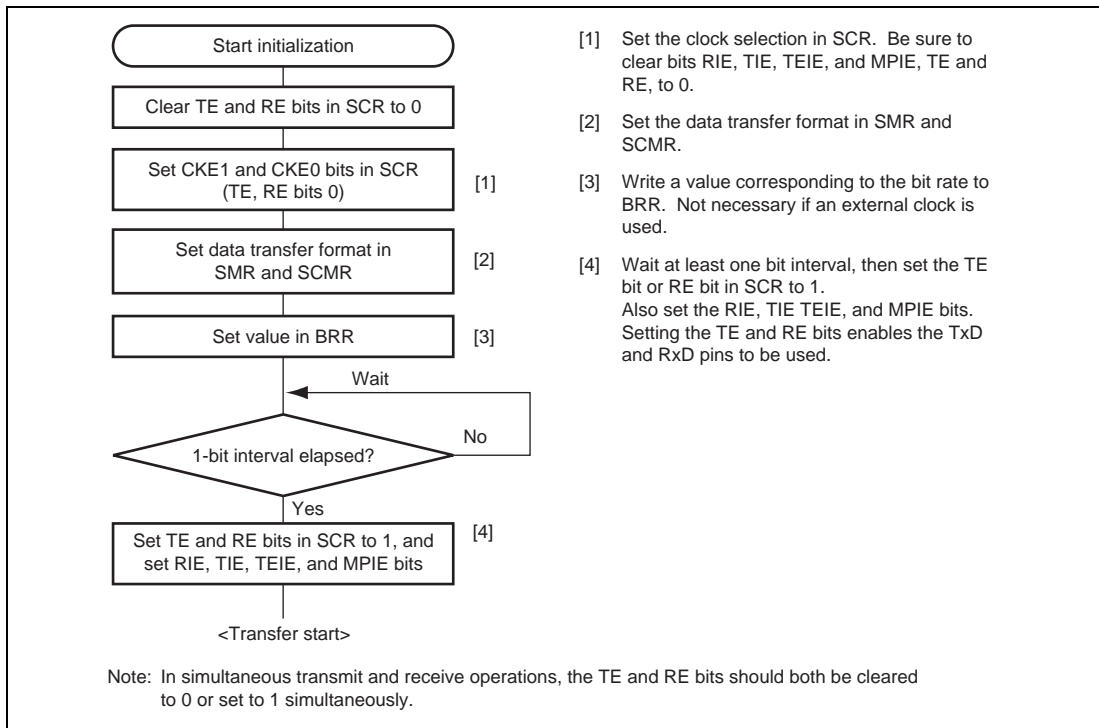 Start initialization
Clear TE and RE bits in SCR to 0
Set CKE1 and CKE0 bits in SCR
(TE, RE bits 0)
[1]
Set data transfer format in
SMR and SCMR
[2]
Set value in BRR
[3]
Wait
No
1-bit interval elapsed?
Yes
Set TE and RE bits in SCR to 1, and
set RIE, TIE, TEIE, and MPIE bits
[4]
<Transfer start>
[1] Set the clock selection in SCR. Be sure to
clear bits RIE, TIE, TEIE, and MPIE, TE and
RE, to 0.
[2] Set the data transfer format in SMR and
SCMR.
[3] Write a value corresponding to the bit rate to
BRR. Not necessary if an external clock is
used.
[4] Wait at least one bit interval, then set the TE
bit or RE bit in SCR to 1.
Also set the RIE, TIE TEIE, and MPIE bits.
Setting the TE and RE bits enables the TxD
and RxD pins to be used.
Note: In simultaneous transmit and receive operations, the TE and RE bits should both be cleared
to 0 or set to 1 simultaneously.